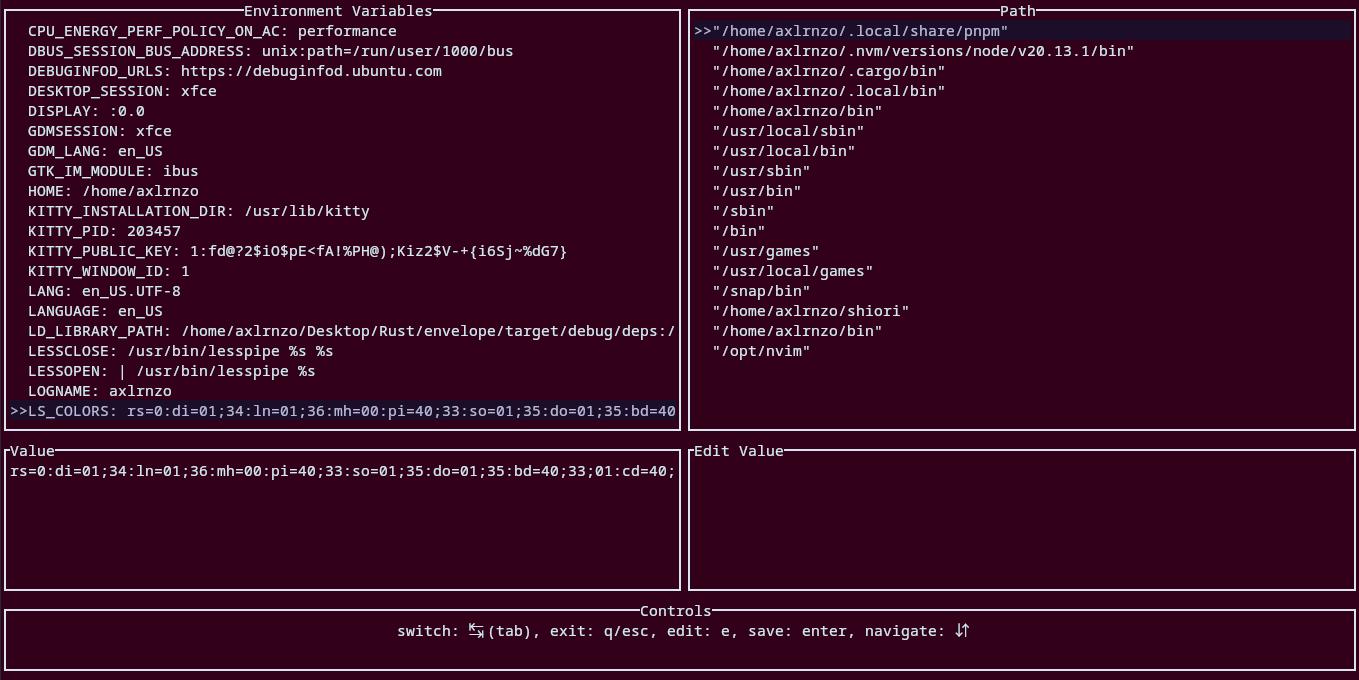 Environment Variables
CPU_ENERGY_PERF_POLICY_ON_AC: performance
DBUS_SESSION_BUS_ADDRESS: unix:path=/run/user/1000/bus
DEBUGINFOD_URLS: https://debuginfod.ubuntu.com
DESKTOP_SESSION: xfce
DISPLAY: :0.0
GDMSESSION: xfce
GDM_LANG: en_US
GTK_IM_MODULE: ibus
HOME: /home/axlrnzo
KITTY_INSTALLATION_DIR: /usr/lib/kitty
KITTY_PID: 203457
KITTY_PUBLIC_KEY: 1:fd@?2$iO$pE<fA!%PH@);Kiz2$V-+{i6Sj~%dG7}
KITTY_WINDOW_ID: 1
LANG: en_US.UTF-8
LANGUAGE: en_US
LD_LIBRARY_PATH: /home/axlrnzo/Desktop/Rust/envelope/target/debug/deps:/
LESSCLOSE: /usr/bin/lesspipe %s %s
LESSOPEN: | /usr/bin/lesspipe %s
LOGNAME: axlrnzo
>>LS_COLORS: rs=0:di=01;34:ln=01;36:mh=00:pi=40;33:so=01;35:do=01;35:bd=40
Path
>>"/home/axlrnzo/.local/share/pnpm"
"/home/axlrnzo/.nvm/versions/node/v20.13.1/bin"
"/home/axlrnzo/.cargo/bin"
"/home/axlrnzo/.local/bin"
"/home/axlrnzo/bin"
"/usr/local/sbin"
"/usr/local/bin"
"/usr/sbin"
"/usr/bin"
"/sbin"
"/bin"
"/usr/games"
"/usr/local/games"
"/snap/bin"
"/home/axlrnzo/shiori"
"/home/axlrnzo/bin"
"/opt/nvim"
Value
rs=0:di=01;34:ln=01;36:mh=00:pi=40;33:so=01;35:do=01;35:bd=40;33;01:cd=40;
Edit Value
Controls
switch: ↹(tab), exit: q/esc, edit: e, save: enter, navigate: ⇵